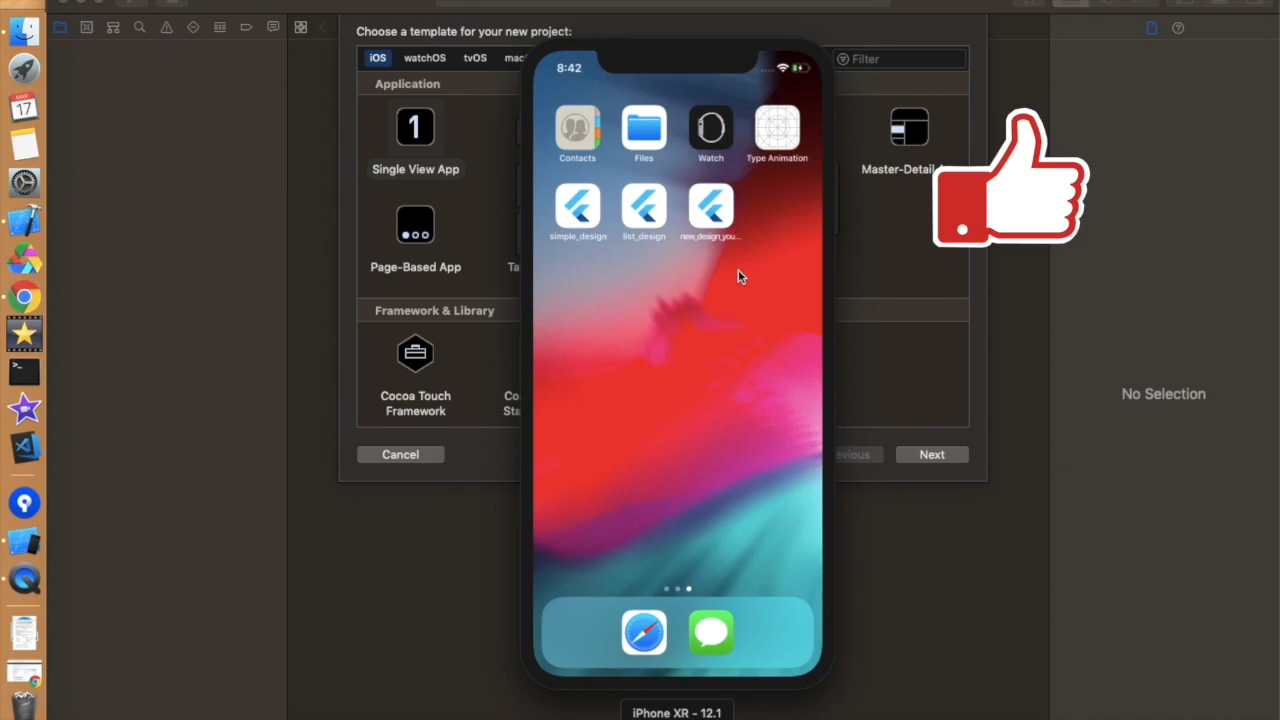 Choose a template for your new project:
iOS watchOS tvOS
Filter
Application
1
Single View App
Master-Detail
Page-Based App
Framework & Library
Cocoa Touch
Framework
Cancel
Next
No Selection
8:42
Contacts
Files
Watch
Type Animation
simple_design
list_design
new_design_you...
iPhone XR - 12.1
MAR
17